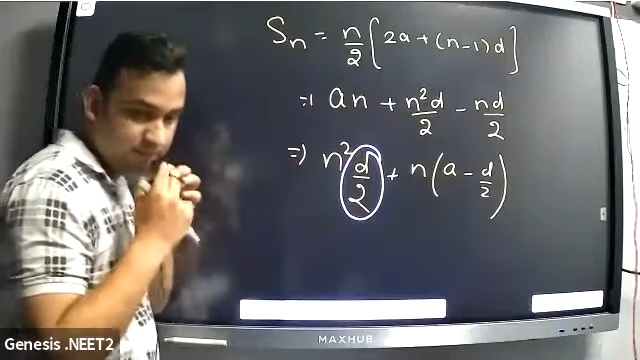 Sn = n/2 [2a + (n-1)d]
⇒ an + n²d/2 - nd/2
⇒ n² d/2 + n(a - d/2)
MAXHUB
Genesis .NEET2